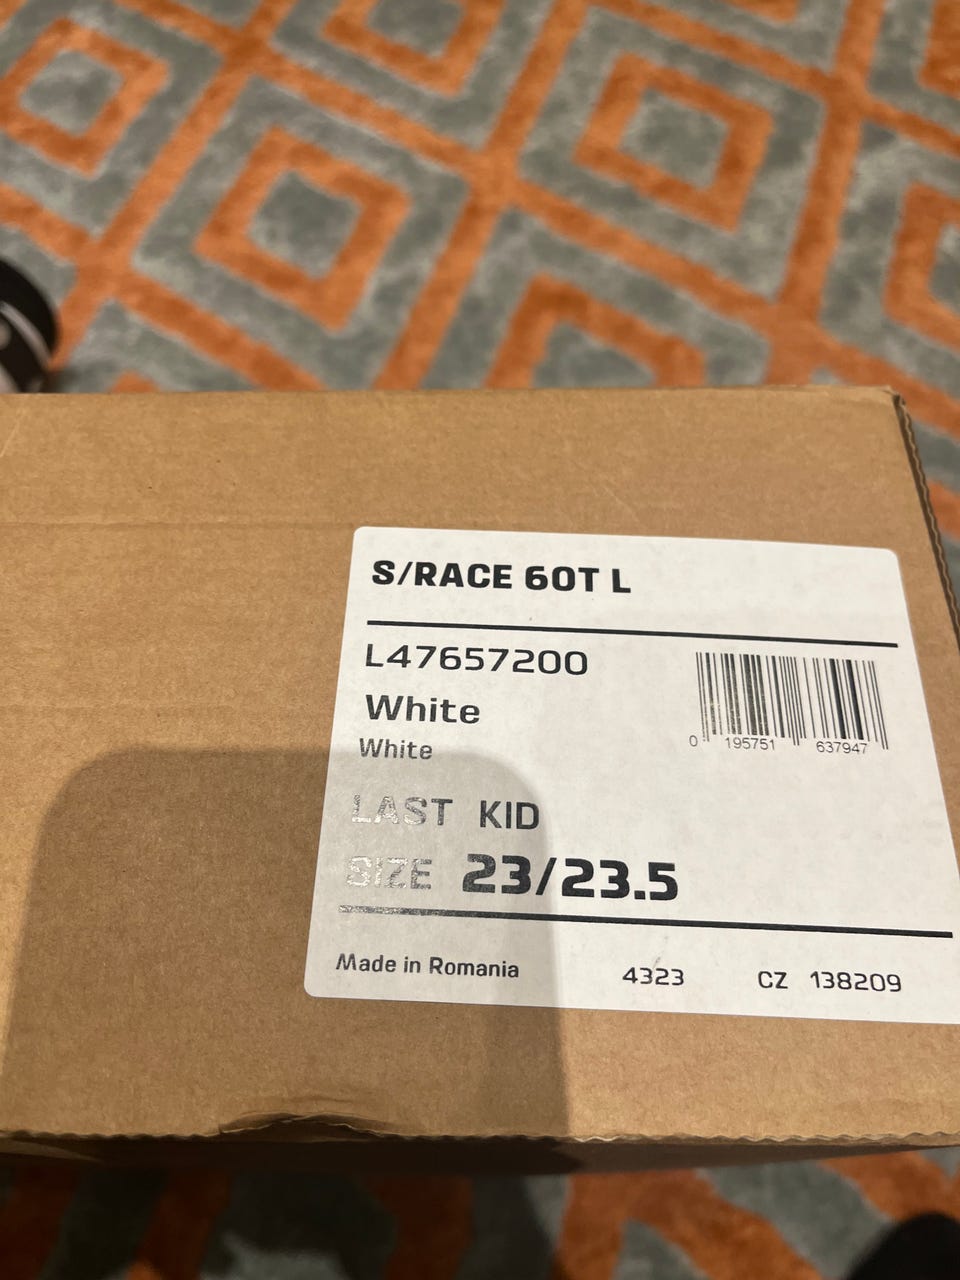 S/RACE 60T L
L47657200
White
White
0 195751 637947
LAST KID
SIZE 23/23.5
Made in Romania 4323 CZ 138209